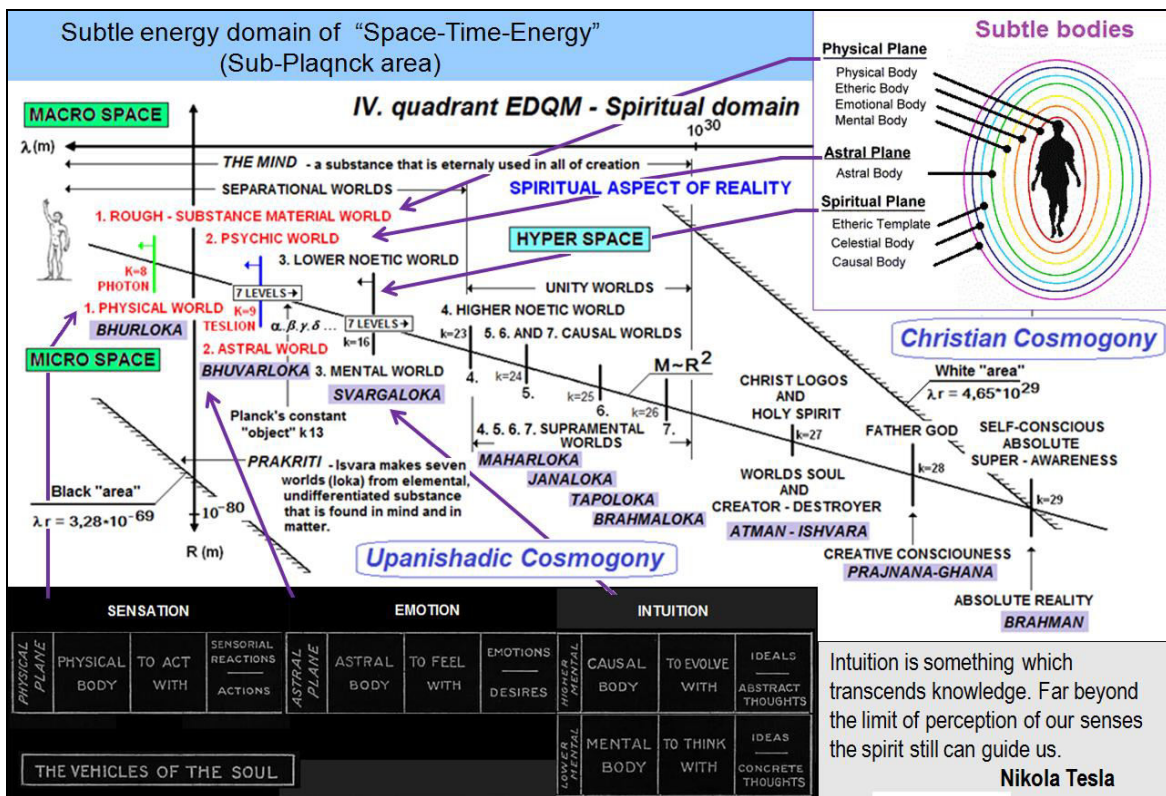 Subtle energy domain of “Space-Time-Energy”
(Sub-Plaqnck area)
Subtle bodies
Physical Plane
Physical Body
Etheric Body
Emotional Body
Mental Body
Astral Plane
Astral Body
Spiritual Plane
Etheric Template
Celestial Body
Causal Body
MACRO SPACE
IV. quadrant EDQM - Spiritual domain
10³⁰
λ (m)
THE MIND - a substance that is eternaly used in all of creation
SEPARATIONAL WORLDS
SPIRITUAL ASPECT OF REALITY
1. ROUGH - SUBSTANCE MATERIAL WORLD
2. PSYCHIC WORLD
HYPER SPACE
3. LOWER NOETIC WORLD
K=8
PHOTON
7 LEVELS→
UNITY WORLDS
1. PHYSICAL WORLD
K=9
TESLION
α, β, γ, δ ...
7 LEVELS→
4. HIGHER NOETIC WORLD
BHURLOKA
k=16
k=23
5. 6. AND 7. CAUSAL WORLDS
Christian Cosmogony
MICRO SPACE
2. ASTRAL WORLD
BHUVARLOKA
3. MENTAL WORLD
SVARGALOKA
4.
k=24
5.
k=25
6.
k=26
7.
M~R²
White "area"
λr = 4,65*10²⁹
CHRIST LOGOS
AND
HOLY SPIRIT
Planck's constant
"object" k 13
4. 5. 6. 7. SUPRAMENTAL
WORLDS
k=27
FATHER GOD
SELF-CONSCIOUS
ABSOLUTE
SUPER - AWARENESS
PRAKRITI - Isvara makes seven
worlds (loka) from elemental,
undifferentiated substance
that is found in mind and in
matter.
MAHARLOKA
JANALOKA
TAPOLOKA
BRAHMALOKA
k=28
WORLDS SOUL
AND
CREATOR - DESTROYER
ATMAN - ISHVARA
k=29
Black "area"
λ r = 3,28*10⁻⁶⁹
10⁻⁸⁰
R (m)
Upanishadic Cosmogony
CREATIVE CONSCIOUNESS
PRAJNANA-GHANA
ABSOLUTE REALITY
BRAHMAN
SENSATION
EMOTION
INTUITION
PHYSICAL
PLANE
PHYSICAL
BODY
TO ACT
WITH
SENSORIAL
REACTIONS
ACTIONS
ASTRAL
PLANE
ASTRAL
BODY
TO FEEL
WITH
EMOTIONS
DESIRES
HIGHER
MENTAL
CAUSAL
BODY
TO EVOLVE
WITH
IDEALS
ABSTRACT
THOUGHTS
LOWER
MENTAL
MENTAL
BODY
TO THINK
WITH
IDEAS
CONCRETE
THOUGHTS
THE VEHICLES OF THE SOUL
Intuition is something which
transcends knowledge. Far beyond
the limit of perception of our senses
the spirit still can guide us.
Nikola Tesla